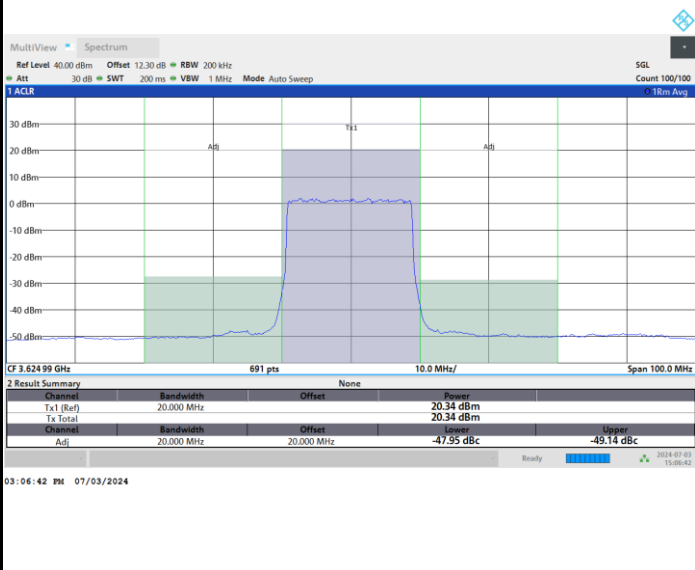 MultiView Spectrum
Ref Level 40.00 dBm Offset 12.30 dB RBW 200 kHz SGL
Att 30 dB SWT 200 ms VBW 1 MHz Mode Auto Sweep Count 100/100
1 ACLR 1Rm Avg
Tx1
30 dBm
Adj Adj
20 dBm
10 dBm
0 dBm
-10 dBm
-20 dBm
-30 dBm
-40 dBm
-50 dBm
CF 3.624 99 GHz 691 pts 10.0 MHz/ Span 100.0 MHz
2 Result Summary None
Channel Bandwidth Offset Power
Tx1 (Ref) 20.000 MHz 20.34 dBm
Tx Total 20.34 dBm
Channel Bandwidth Offset Lower Upper
Adj 20.000 MHz 20.000 MHz -47.95 dBc -49.14 dBc
Ready 2024-07-03
15:06:42
03:06:42 PM 07/03/2024